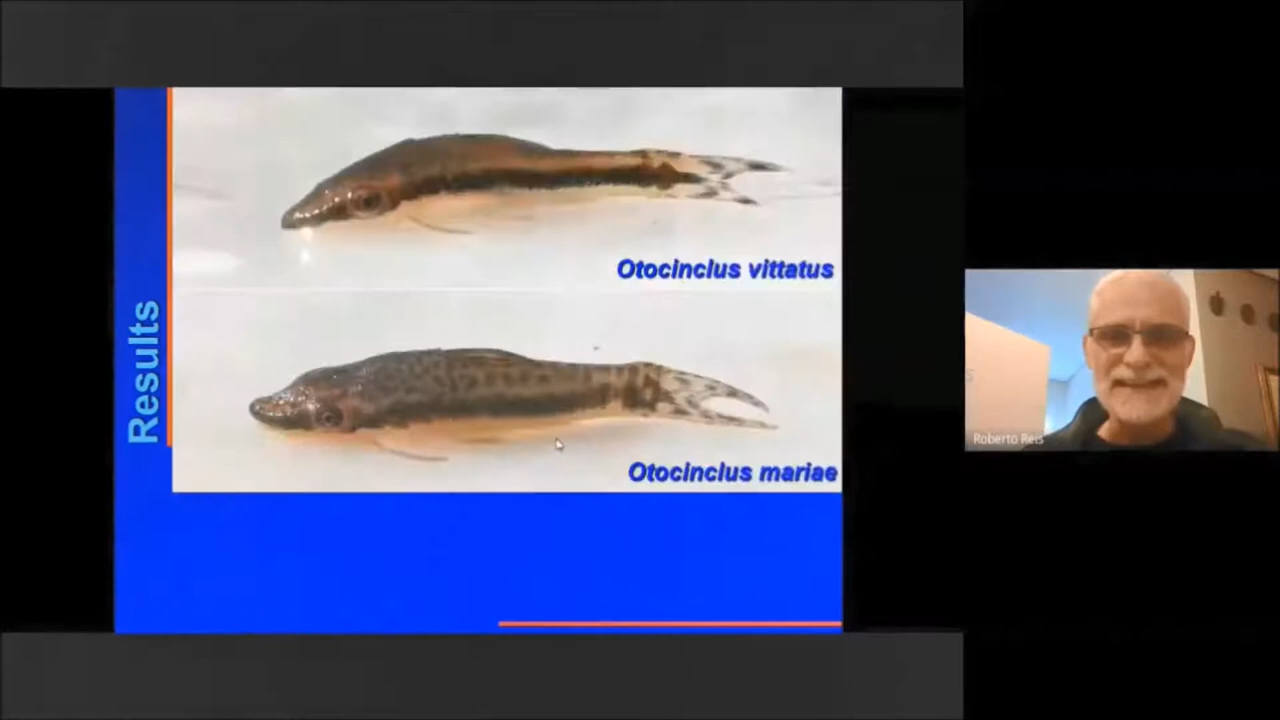 Results
Otocinclus vittatus
Otocinclus mariae
Roberto Reis